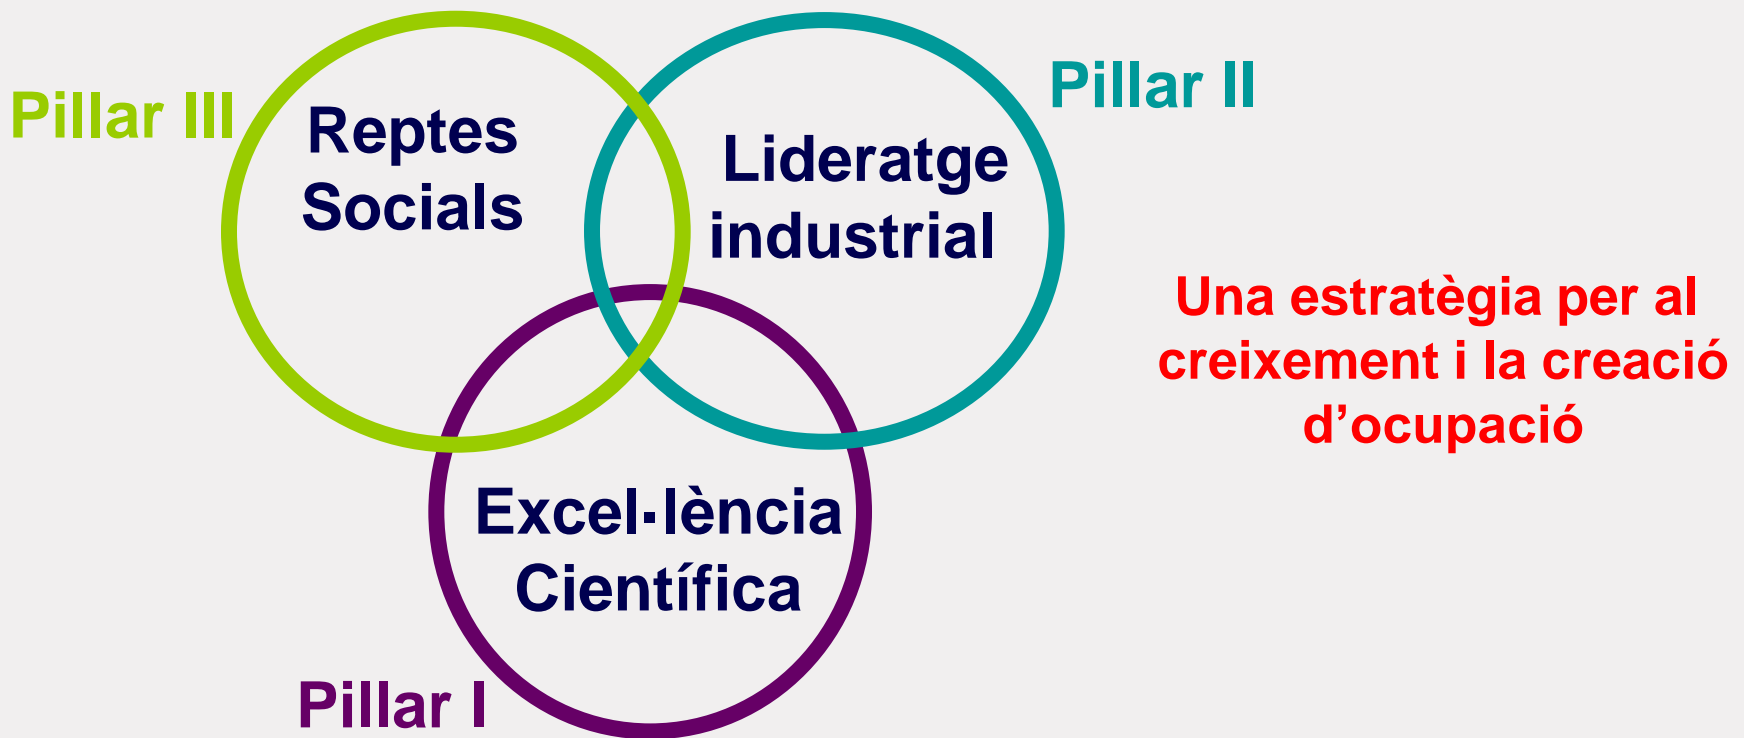 Pillar III
Reptes
Socials
Pillar II
Lideratge
industrial
Una estratègia per al
creixement i la creació
d’ocupació
Excel·lència
Científica
Pillar I